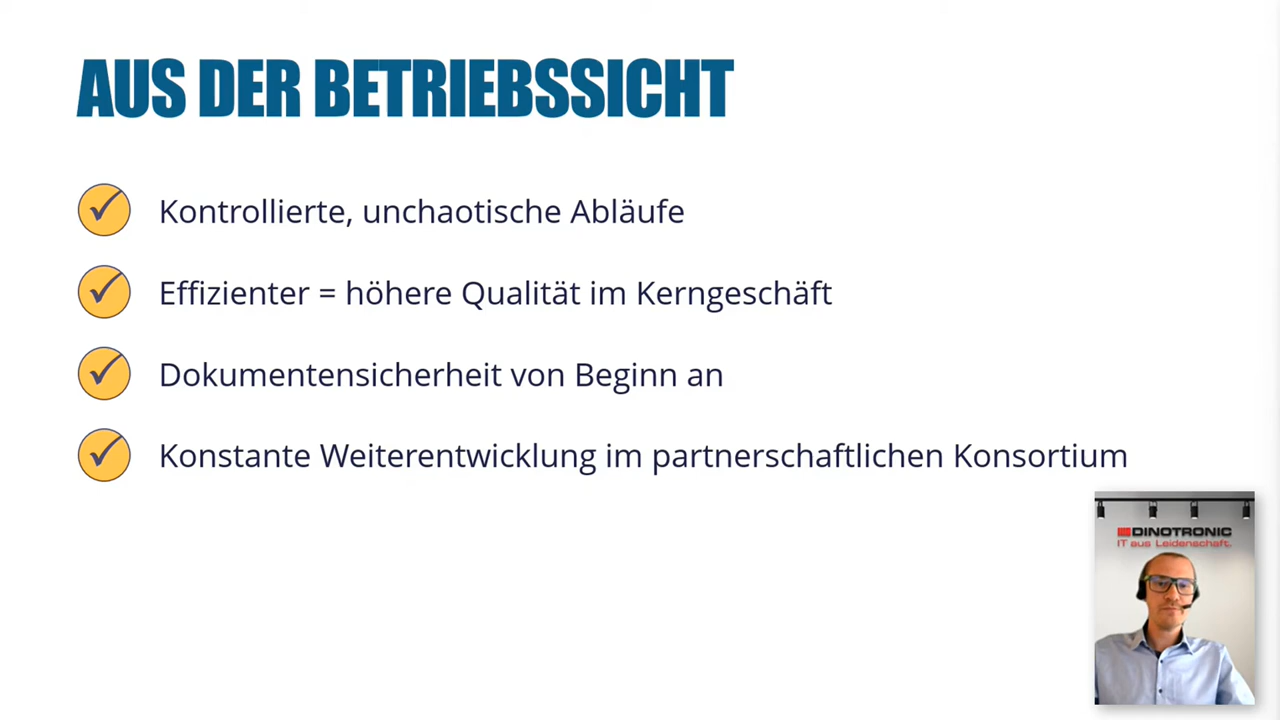 AUS DER BETRIEBSSICHT
Kontrollierte, unchaotische Abläufe
Effizienter = höhere Qualität im Kerngeschäft
Dokumentensicherheit von Beginn an
Konstante Weiterentwicklung im partnerschaftlichen Konsortium
DINOTRONIC
IT aus Leidenschaft.